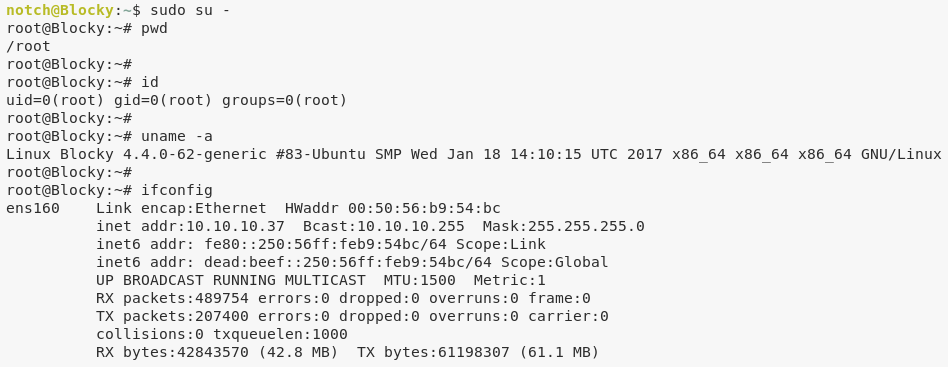 notch@Blocky:~$ sudo su -
root@Blocky:~# pwd
/root
root@Blocky:~#
root@Blocky:~# id
uid=0(root) gid=0(root) groups=0(root)
root@Blocky:~#
root@Blocky:~# uname -a
Linux Blocky 4.4.0-62-generic #83-Ubuntu SMP Wed Jan 18 14:10:15 UTC 2017 x86_64 x86_64 x86_64 GNU/Linux
root@Blocky:~#
root@Blocky:~# ifconfig
ens160    Link encap:Ethernet  HWaddr 00:50:56:b9:54:bc
          inet addr:10.10.10.37  Bcast:10.10.10.255  Mask:255.255.255.0
          inet6 addr: fe80::250:56ff:feb9:54bc/64 Scope:Link
          inet6 addr: dead:beef::250:56ff:feb9:54bc/64 Scope:Global
          UP BROADCAST RUNNING MULTICAST  MTU:1500  Metric:1
          RX packets:489754 errors:0 dropped:0 overruns:0 frame:0
          TX packets:207400 errors:0 dropped:0 overruns:0 carrier:0
          collisions:0 txqueuelen:1000
          RX bytes:42843570 (42.8 MB)  TX bytes:61198307 (61.1 MB)